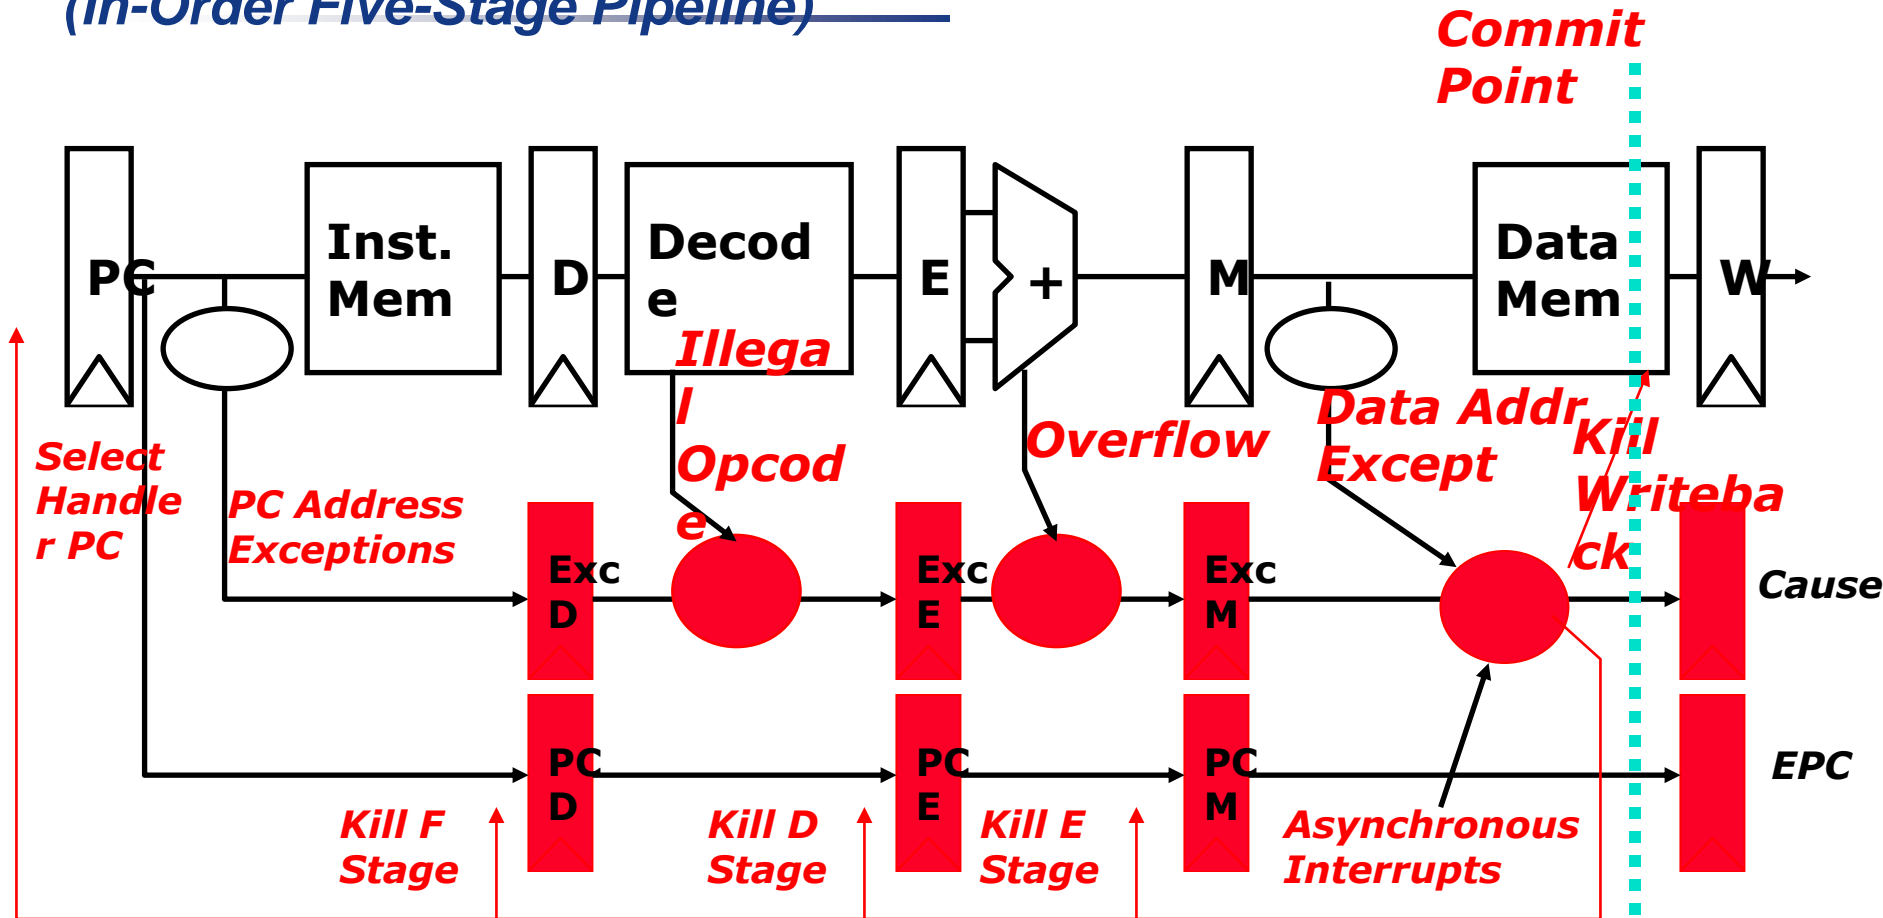 (In-Order Five-Stage Pipeline)
Commit
Point
PC
Inst.
Mem
D
Decod
e
E
+
M
Data
Mem
W
Illega
l
Opcod
e
Overflow
Data Addr
Except
Kill
Writeba
ck
Select
Handle
r PC
PC Address
Exceptions
Exc
D
Exc
E
Exc
M
Cause
PC
D
PC
E
PC
M
EPC
Kill F
Stage
Kill D
Stage
Kill E
Stage
Asynchronous
Interrupts